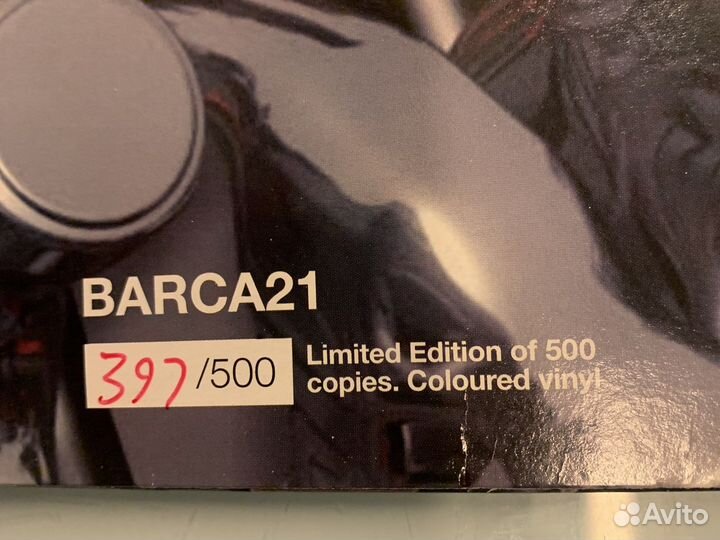 BARCA21
397/500
Limited Edition of 500
copies. Coloured vinyl
Avito